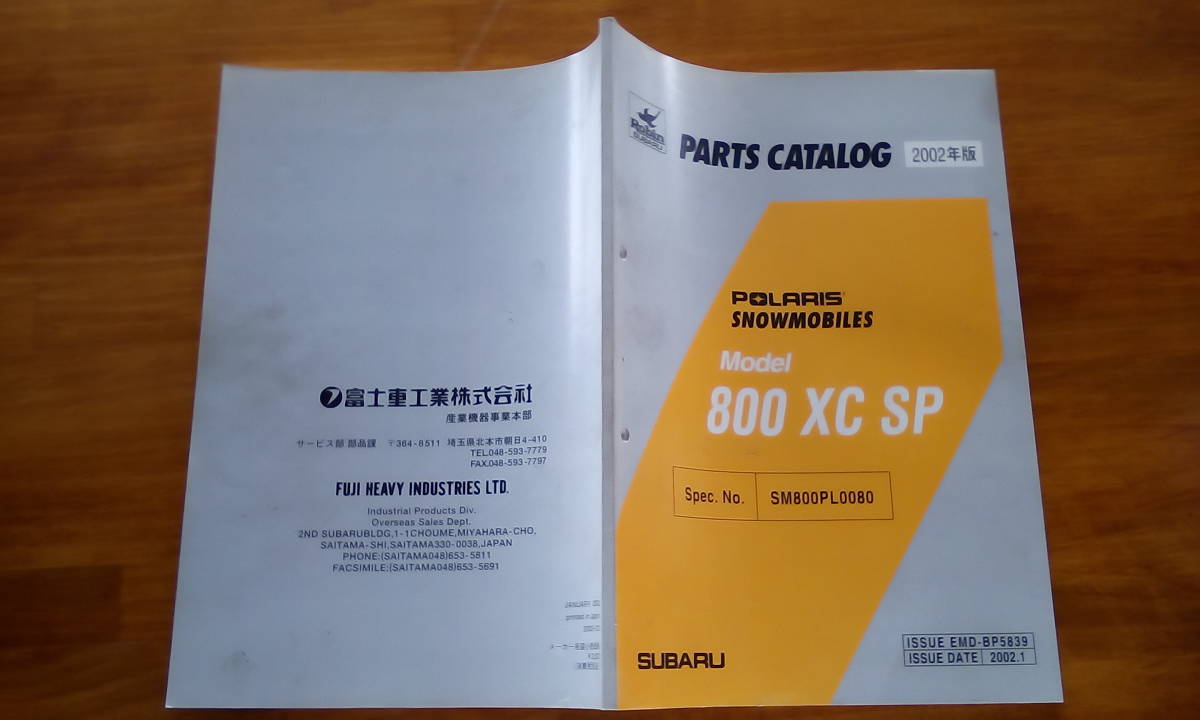 Robin
SUBARU
PARTS CATALOG 2002年版
POLARIS
SNOWMOBILES
Model
800 XC SP
Spec. No. SM800PL0080
SUBARU
ISSUE EMD-BP5839
ISSUE DATE 2002.1
富士重工業株式会社
産業機器事業本部
サービス部 部品課 〒364-8511 埼玉県北本市朝日4-410
TEL.048-593-7779
FAX.048-593-7797
FUJI HEAVY INDUSTRIES LTD.
Industrial Products Div.
Overseas Sales Dept.
2ND SUBARUBLDG,1-1CHOUME,MIYAHARA-CHO,
SAITAMA-SHI,SAITAMA330-0038,JAPAN
PHONE:(SAITAMA048)653-5811
FACSIMILE:(SAITAMA048)653-5691
JANUARY
printed in Japan